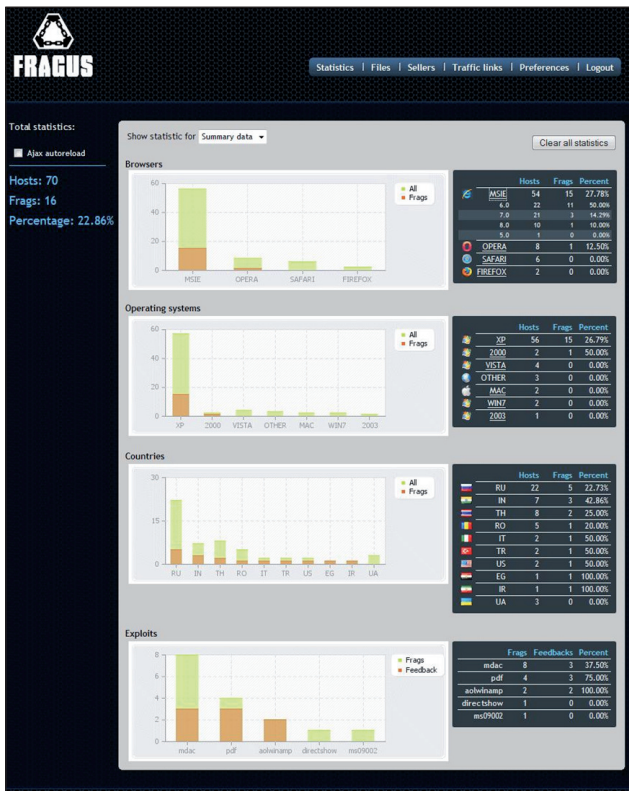 FRAGUS
Statistics | Files | Sellers | Traffic links | Preferences | Logout
Total statistics:
Ajax autoreload
Hosts: 70
Frags: 16
Percentage: 22.86%
Show statistic for Summary data
Clear all statistics
Browsers
60
40
20
0
MSIE OPERA SAFARI FIREFOX
All
Frags
Hosts Frags Percent
MSIE 54 15 27.78%
6.0 22 11 50.00%
7.0 21 3 14.29%
8.0 10 1 10.00%
5.0 1 0 0.00%
OPERA 8 1 12.50%
SAFARI 6 0 0.00%
FIREFOX 2 0 0.00%
Operating systems
60
40
20
0
XP 2000 VISTA OTHER MAC WIN7 2003
All
Frags
Hosts Frags Percent
XP 56 15 26.79%
2000 2 1 50.00%
VISTA 4 0 0.00%
OTHER 3 0 0.00%
MAC 2 0 0.00%
WIN7 2 0 0.00%
2003 1 0 0.00%
Countries
30
15
0
RU IN TH RO IT TR US EG IR UA
All
Frags
Hosts Frags Percent
RU 22 5 22.73%
IN 7 3 42.86%
TH 8 2 25.00%
RO 5 1 20.00%
IT 2 1 50.00%
TR 2 1 50.00%
US 2 1 50.00%
EG 1 1 100.00%
IR 1 1 100.00%
UA 3 0 0.00%
Exploits
8
6
4
2
0
mdac pdf aolwinamp directshow ms09002
Frags
Feedback
Frags Feedbacks Percent
mdac 8 3 37.50%
pdf 4 3 75.00%
aolwinamp 2 2 100.00%
directshow 1 0 0.00%
ms09002 1 0 0.00%